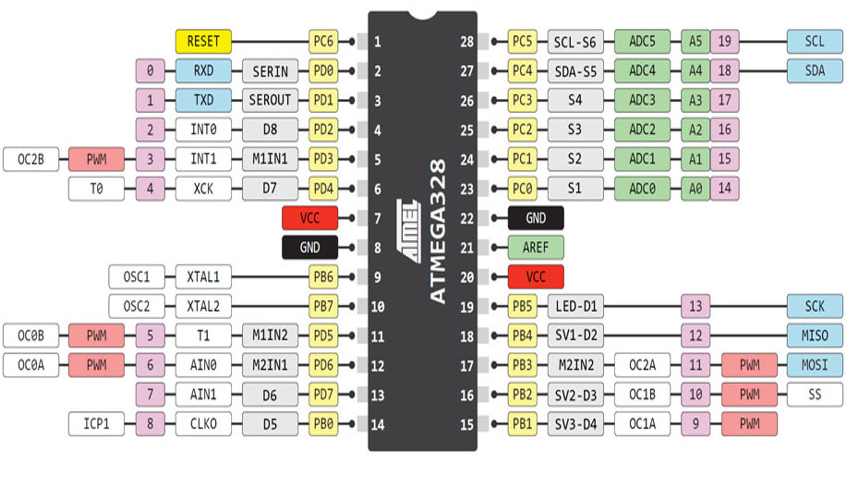 RESET PC6 1 28 PC5 SCL-S6 ADC5 A5 19 SCL
0 RXD SERIN PD0 2 27 PC4 SDA-S5 ADC4 A4 18 SDA
1 TXD SEROUT PD1 3 26 PC3 S4 ADC3 A3 17
2 INT0 D8 PD2 4 25 PC2 S3 ADC2 A2 16
OC2B PWM 3 INT1 M1IN1 PD3 5 24 PC1 S2 ADC1 A1 15
T0 4 XCK D7 PD4 6 23 PC0 S1 ADC0 A0 14
VCC 7 22 GND
GND 8 21 AREF
OSC1 XTAL1 PB6 9 20 VCC
OSC2 XTAL2 PB7 10 19 PB5 LED-D1 13 SCK
OC0B PWM 5 T1 M1IN2 PD5 11 18 PB4 SV1-D2 12 MISO
OC0A PWM 6 AIN0 M2IN1 PD6 12 17 PB3 M2IN2 OC2A 11 PWM MOSI
7 AIN1 D6 PD7 13 16 PB2 SV2-D3 OC1B 10 PWM SS
ICP1 8 CLKO D5 PB0 14 15 PB1 SV3-D4 OC1A 9 PWM
ATMEL
ATMEGA328